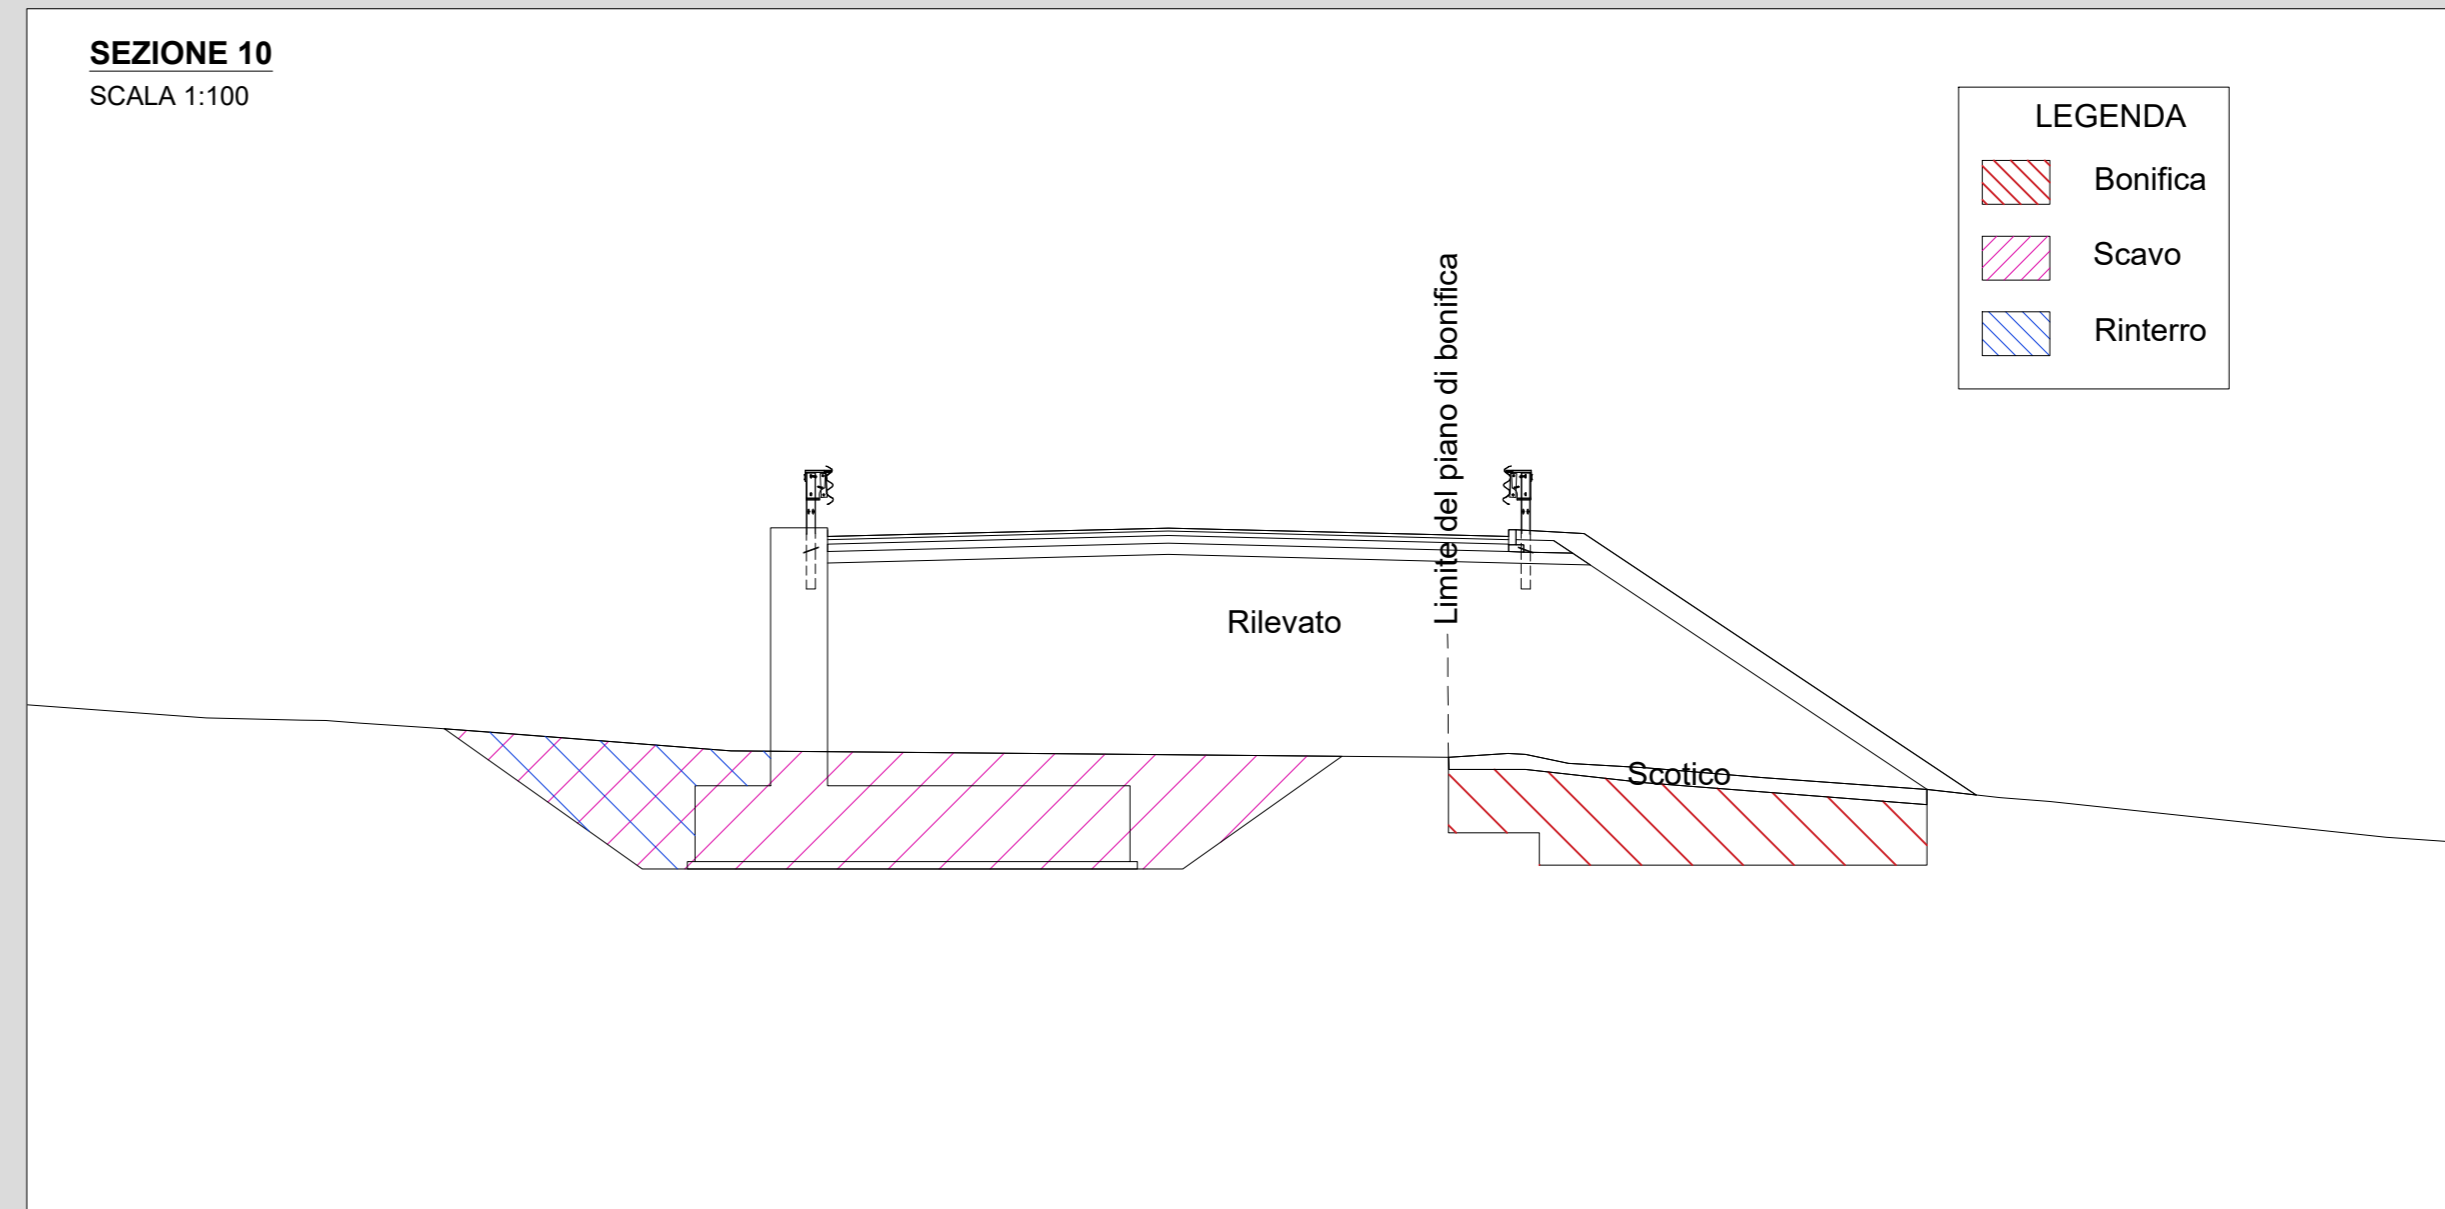 SEZIONE 10
SCALA 1:100
LEGENDA
Bonifica
Scavo
Rinterro
Limite del piano di bonifica
Rilevato
Scotico